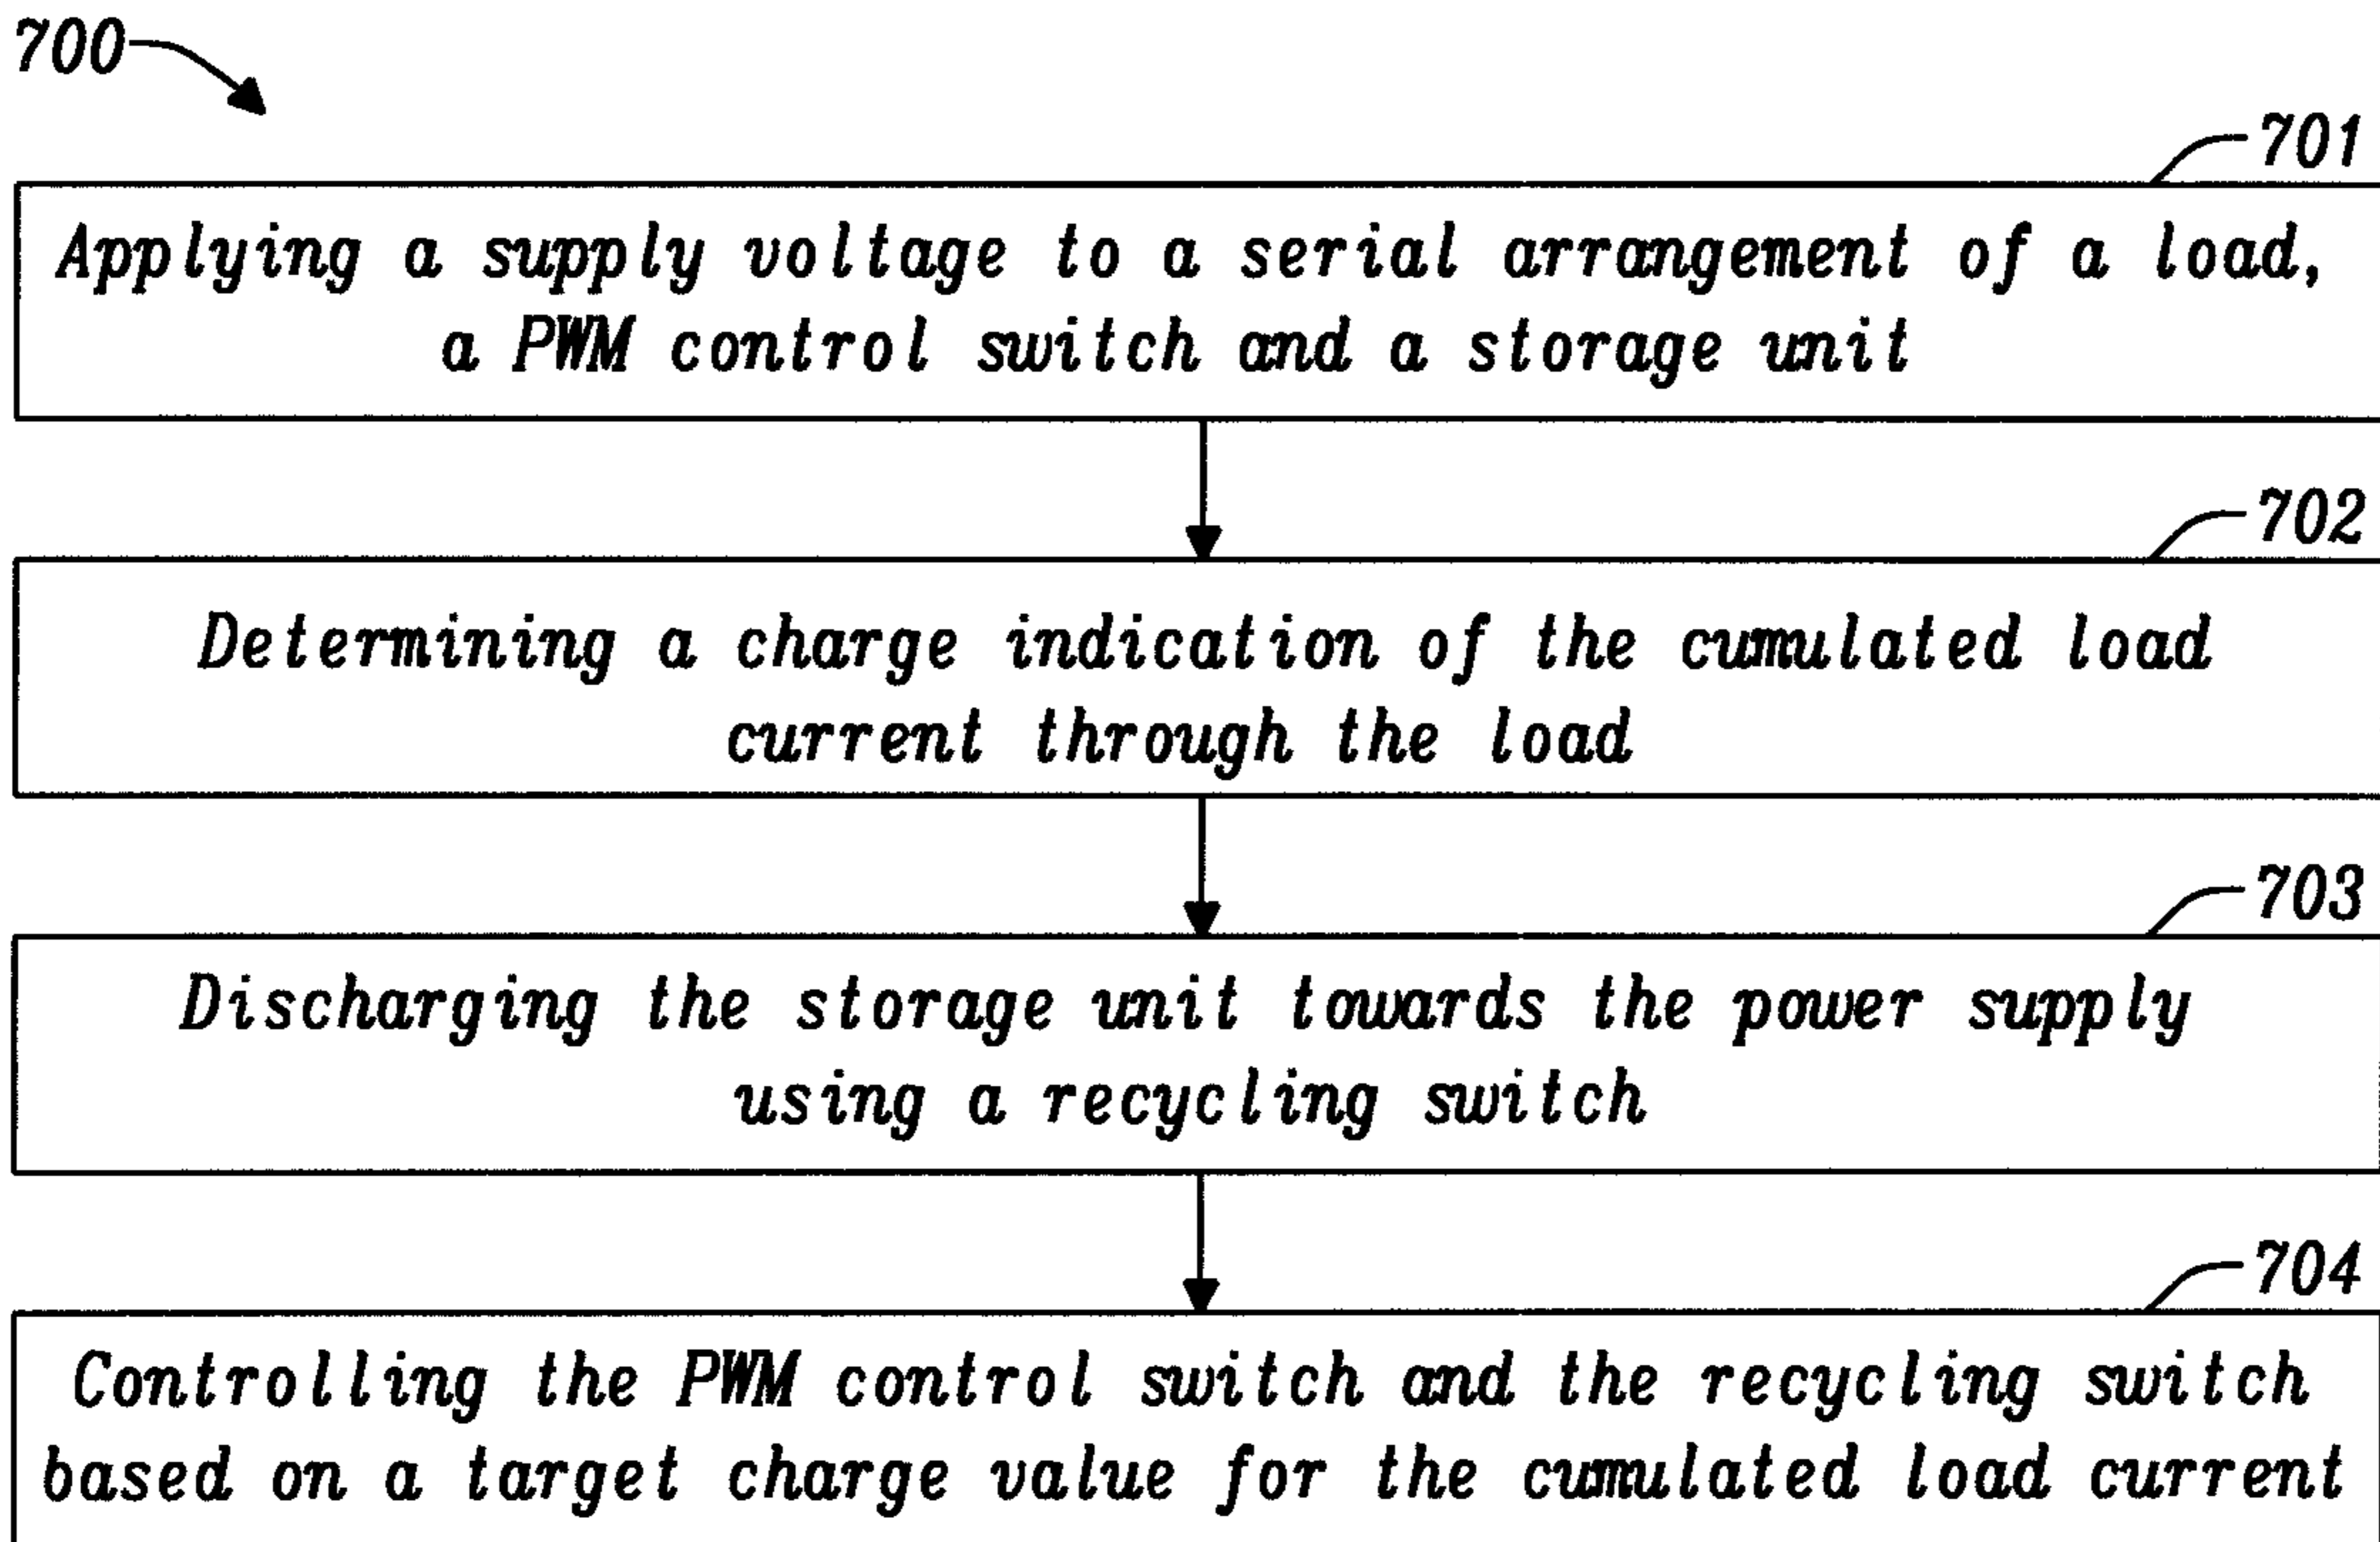 700
701
Applying a supply voltage to a serial arrangement of a load,
a PWM control switch and a storage unit
702
Determining a charge indication of the cumulated load
current through the load
703
Discharging the storage unit towards the power supply
using a recycling switch
704
Controlling the PWM control switch and the recycling switch
based on a target charge value for the cumulated load current